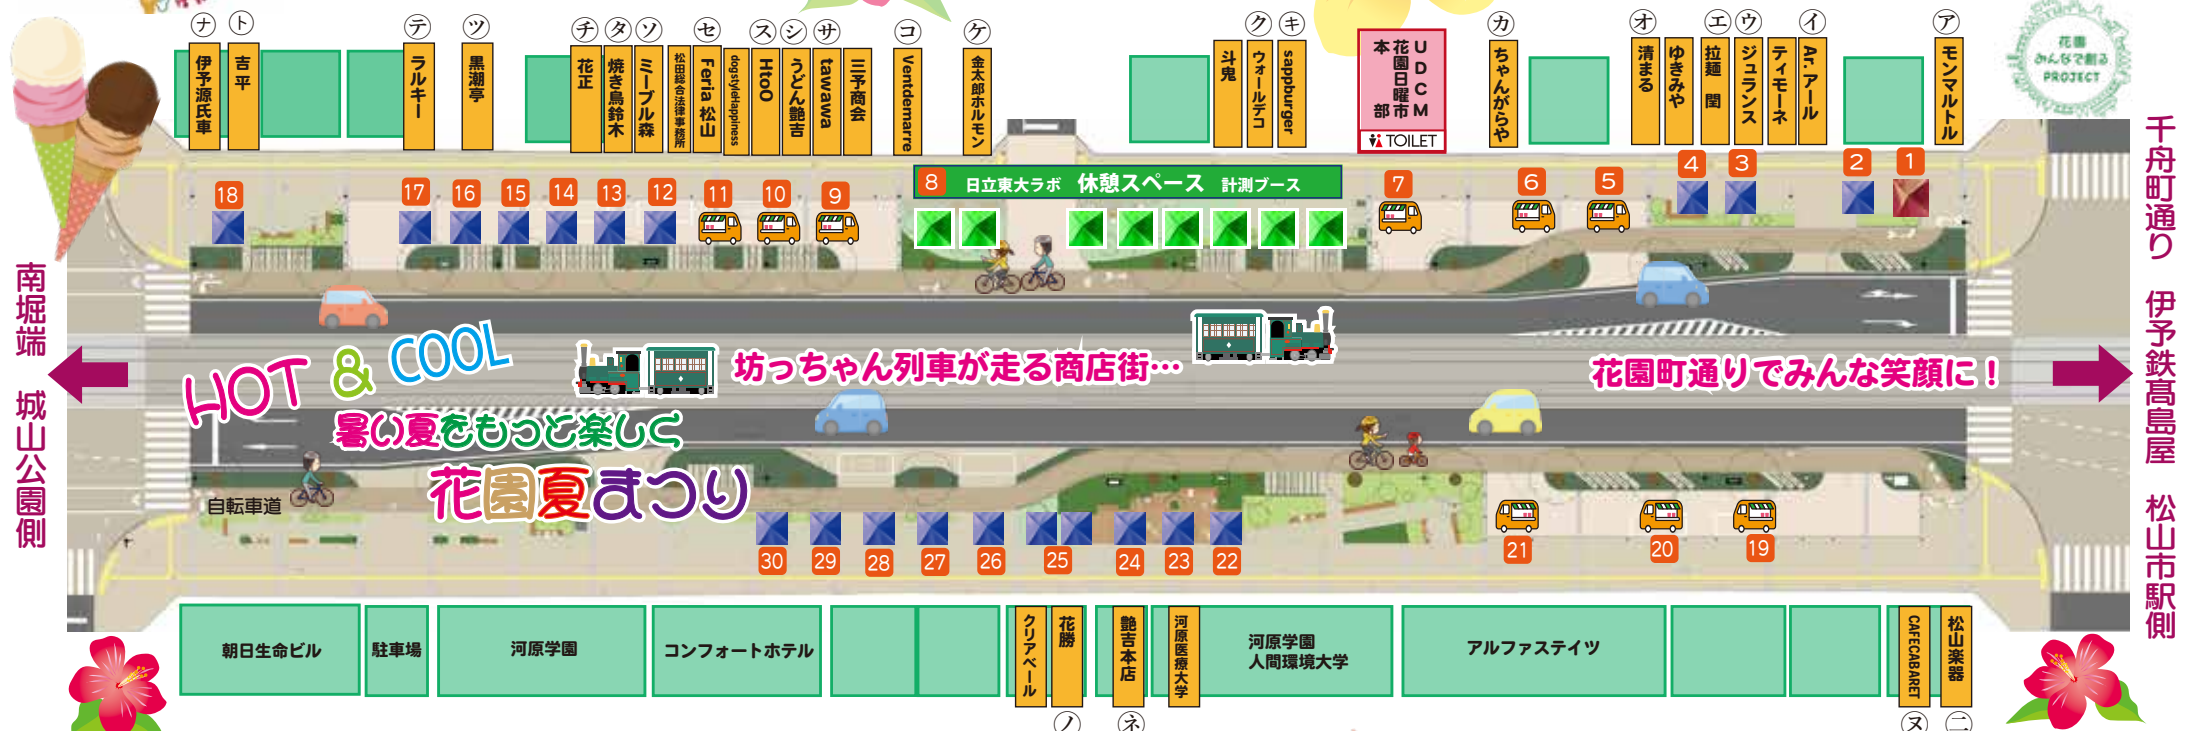 ナ
ト
テ
ツ
チ
タ
ソ
セ
ス
シ
サ
コ
ケ
ク
キ
カ
オ
エ
ウ
イ
ア
伊予源氏車
吉平
ラルキー
黒潮亭
花正
焼き鳥鈴木
ミーブル森
松田総合法律事務所
Feria 松山
dogstyleHappiness
HtoO
うどん艶吉
tawawa
三予商会
Ventdemarre
金太郎ホルモン
斗鬼
ウォールデコ
sappburger
UDCM
花園日曜市
本部
TOILET
ちゃんがらや
清まる
ゆきみや
拉麺 閏
ジュランス
ティモーネ
Ar.アール
モンマルトル
花園
みんなで創る
PROJECT
18
17
16
15
14
13
12
11
10
9
8
日立東大ラボ 休憩スペース 計測ブース
7
6
5
4
3
2
1
南堀端 城山公園側
千舟町通り 伊予鉄髙島屋 松山市駅側
HOT & COOL
坊っちゃん列車が走る商店街…
花園町通りでみんな笑顔に！
暑い夏をもっと楽しく
花園夏まつり
自転車道
30
29
28
27
26
25
24
23
22
21
20
19
朝日生命ビル
駐車場
河原学園
コンフォートホテル
クリアベール
花勝
艶吉本店
河原医療大学
河原学園
人間環境大学
アルファステイツ
CAFECABARET
松山楽器
ノ
ネ
ヌ
ニ